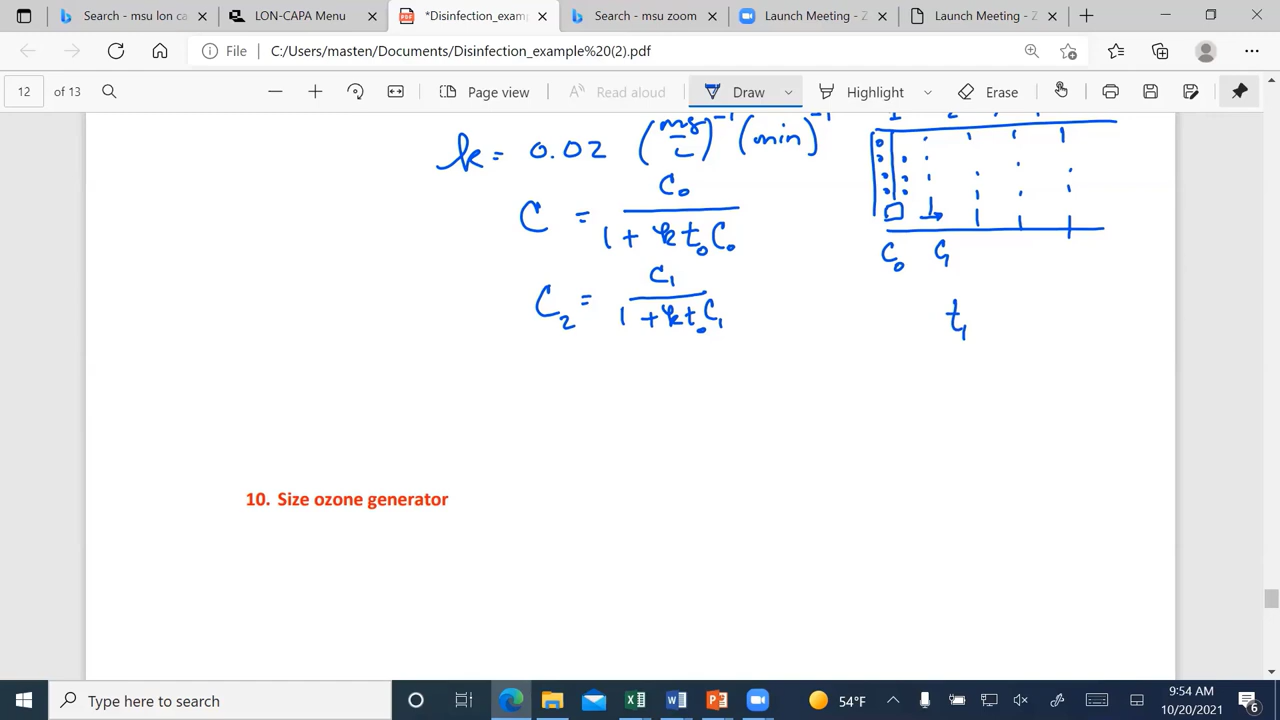 Search - msu lon ca
LON-CAPA Menu
*Disinfection_exam
Search - msu zoom
Launch Meeting - Z
Launch Meeting - Z
File
C:/Users/masten/Documents/Disinfection_example%20(2).pdf
12 of 13
Page view
Read aloud
Draw
Highlight
Erase
k = 0.02 (mg/L)⁻¹ (min)⁻¹
C = C₀ / 1 + k t₀ C₀
C₀ C₁
C₂ = C₁ / 1 + k t₀ C₁
t₁
10. Size ozone generator
Type here to search
54°F
9:54 AM
10/20/2021
6